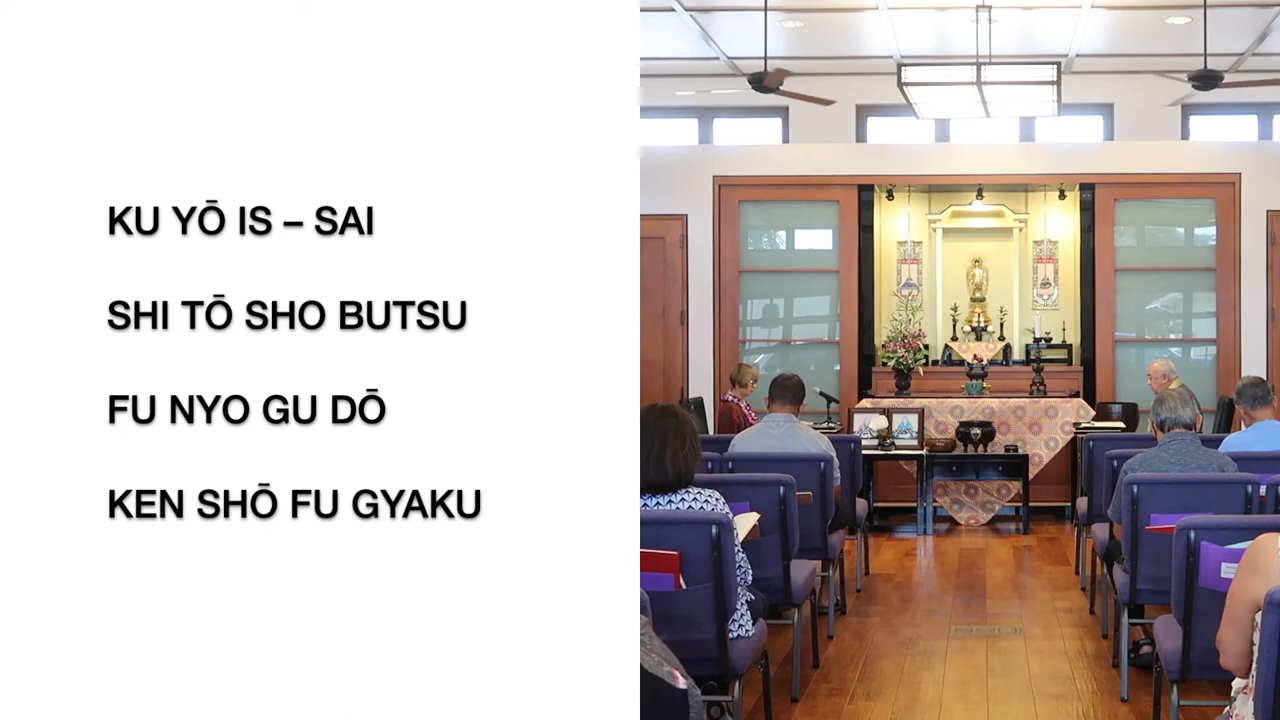 KU YŌ IS – SAI
SHI TŌ SHO BUTSU
FU NYO GU DŌ
KEN SHŌ FU GYAKU